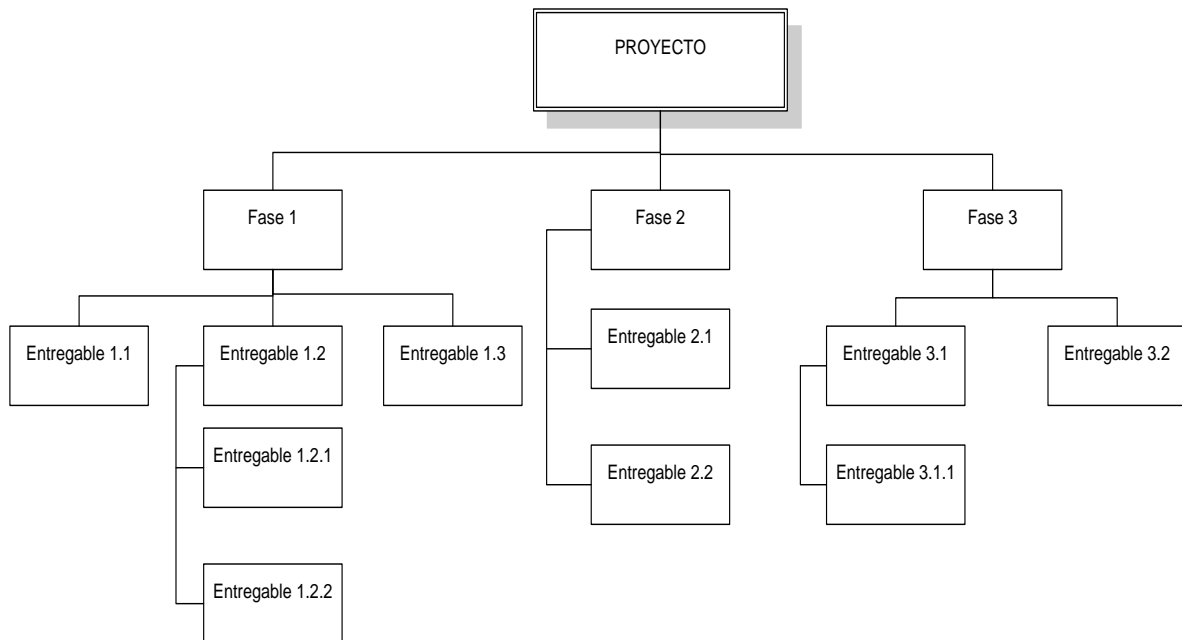 PROYECTO
Fase 1
Fase 2
Fase 3
Entregable 1.1
Entregable 1.2
Entregable 1.3
Entregable 2.1
Entregable 3.1
Entregable 3.2
Entregable 1.2.1
Entregable 2.2
Entregable 3.1.1
Entregable 1.2.2